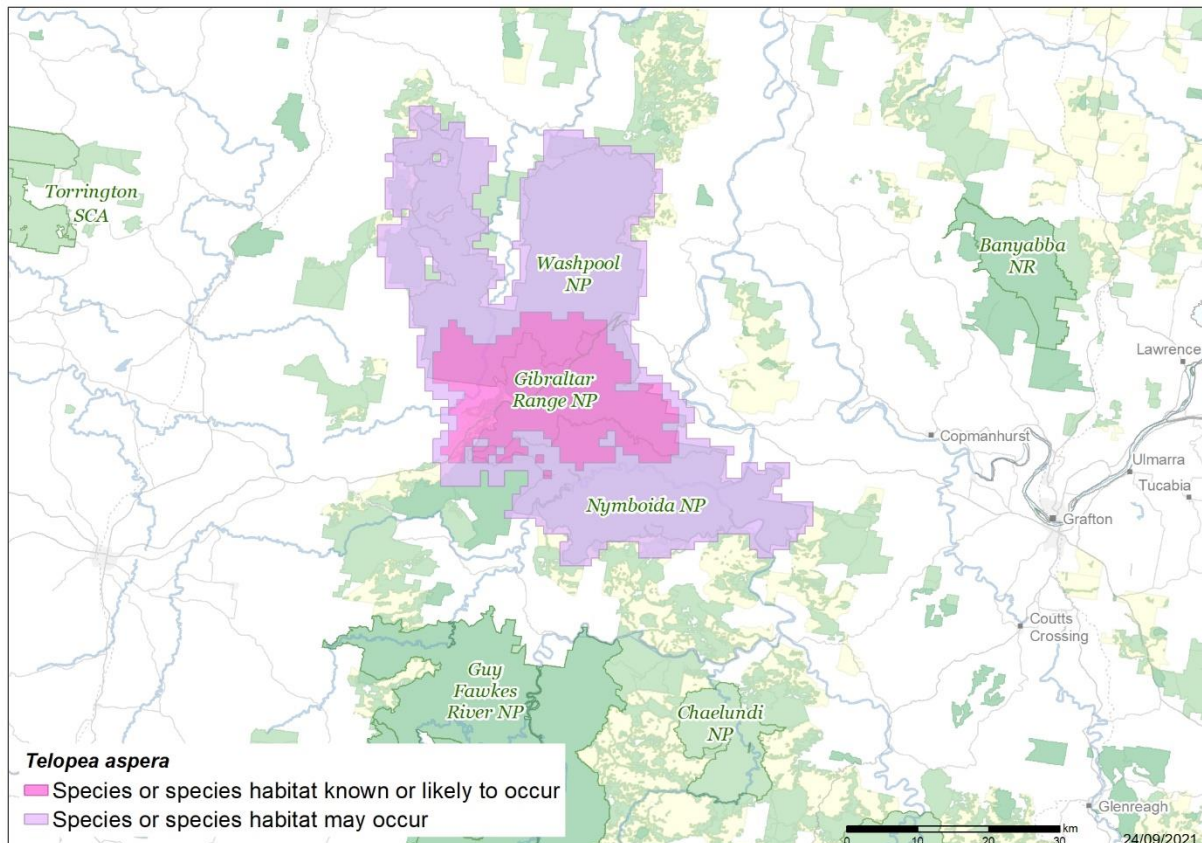 Torrington
SCA
Washpool
NP
Banyabba
NR
Lawrence
Gibraltar
Range NP
Copmanhurst
Ulmarra
Tucabia
Nymboida NP
Grafton
Coutts
Crossing
Guy
Fawkes
River NP
Chaelundi
NP
Glenreagh
Telopea aspera
Species or species habitat known or likely to occur
Species or species habitat may occur
0 10 20 30 km
24/09/2021